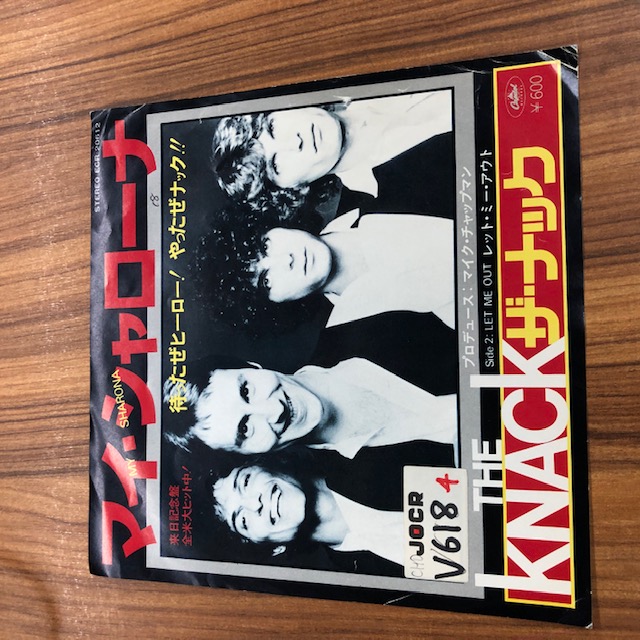 STEREO ECR-20612
マイ・シャローナ
MY SHARONA
18
待ったぜヒーロー! やったぜナック!!
来日記念盤
全米大ヒット中!
プロデュース:マイク・チャップマン
Side 2: LET ME OUT レット・ミー・アウト
THE
KNACK ザ・ナック
Capitol
¥600
JOCR
V618 4